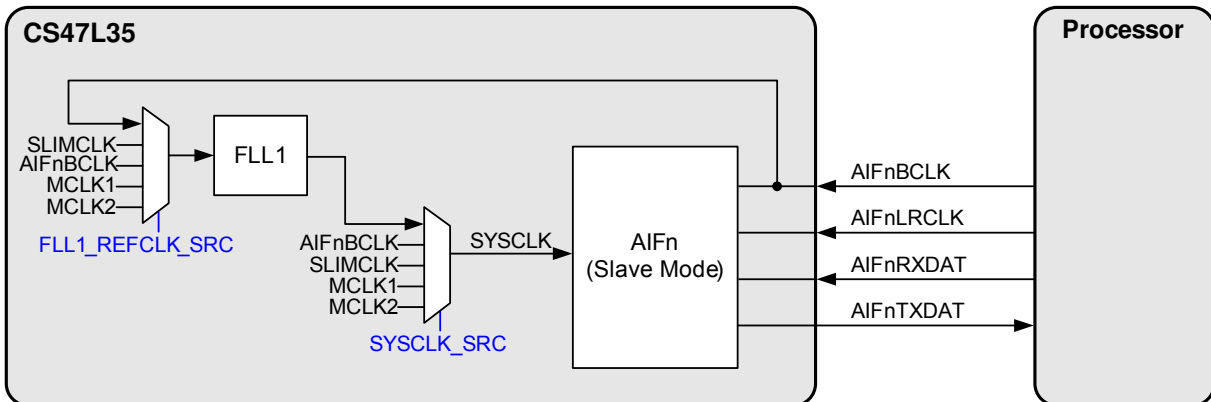 CS47L35
Processor
SLIMCLK
AIFnBCLK
MCLK1
MCLK2
FLL1_REFCLK_SRC
FLL1
AIFnBCLK
SLIMCLK
MCLK1
MCLK2
SYSCLK_SRC
SYSCLK
AIFn
(Slave Mode)
AIFnBCLK
AIFnLRCLK
AIFnRXDAT
AIFnTXDAT